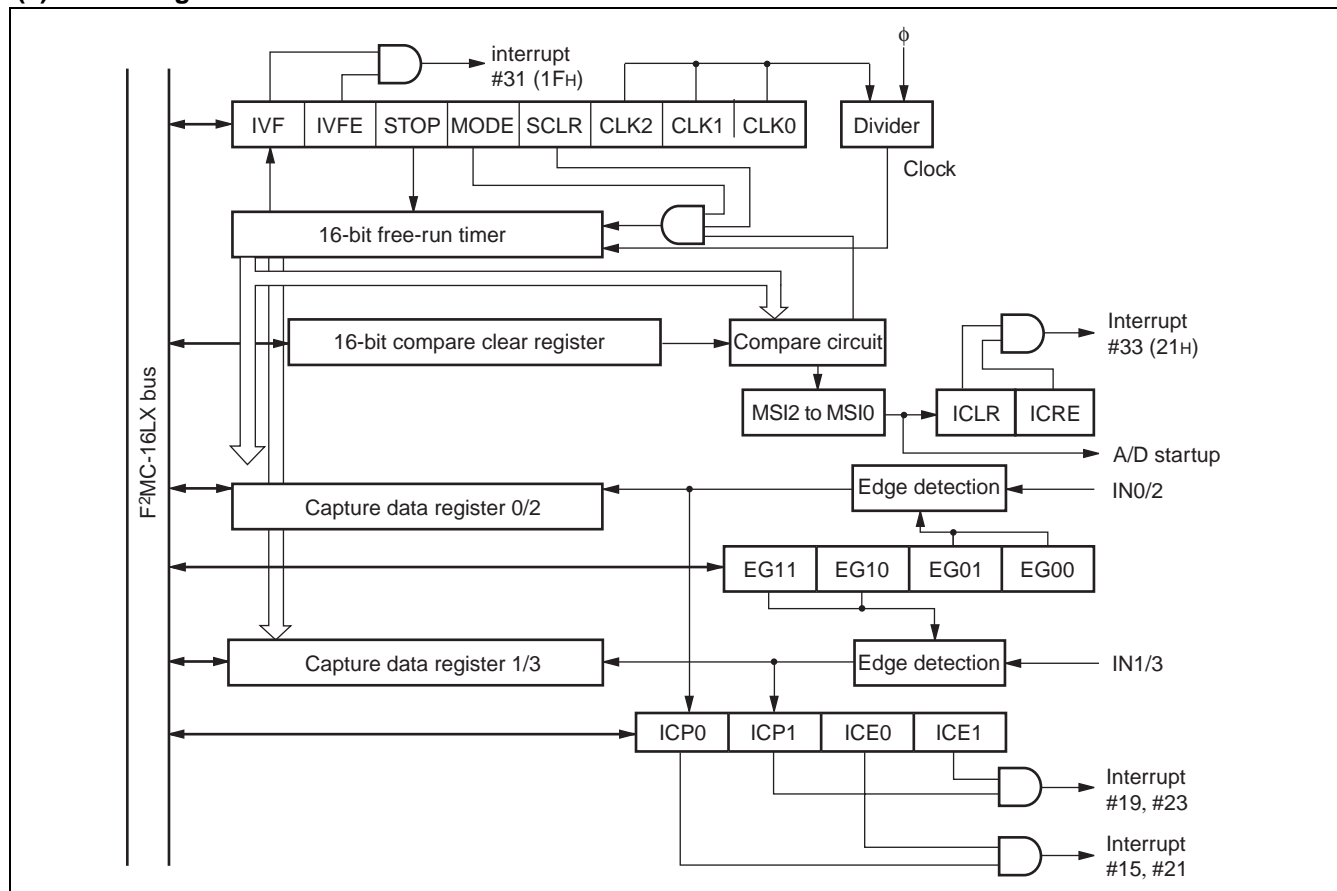 φ
interrupt
#31 (1FH)
IVF IVFE STOP MODE SCLR CLK2 CLK1 CLK0
Divider
Clock
16-bit free-run timer
16-bit compare clear register
Compare circuit
Interrupt
#33 (21H)
MSI2 to MSI0
ICLR ICRE
A/D startup
F2MC-16LX bus
Capture data register 0/2
Edge detection
IN0/2
EG11 EG10 EG01 EG00
Capture data register 1/3
Edge detection
IN1/3
ICP0 ICP1 ICE0 ICE1
Interrupt
#19, #23
Interrupt
#15, #21